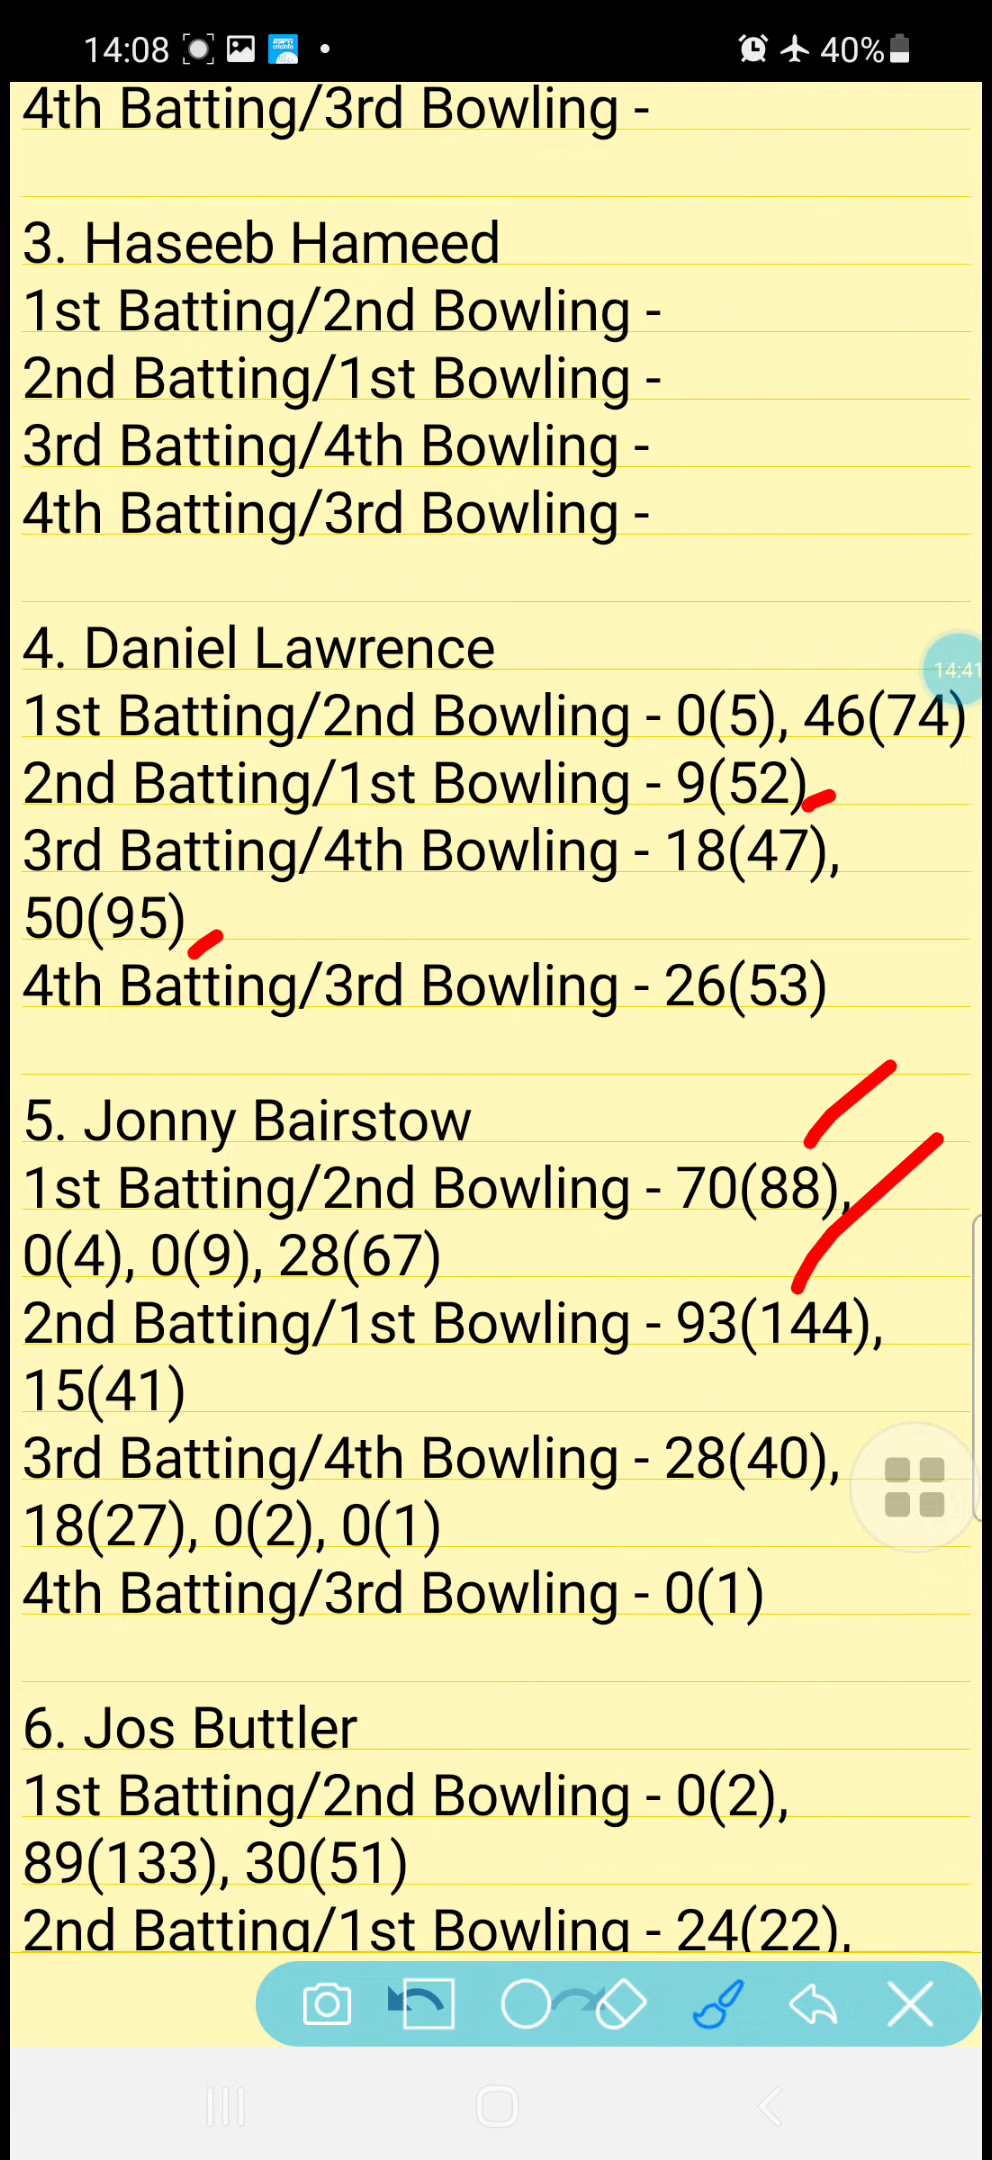 14:08
40%
4th Batting/3rd Bowling -
3. Haseeb Hameed
1st Batting/2nd Bowling -
2nd Batting/1st Bowling -
3rd Batting/4th Bowling -
4th Batting/3rd Bowling -
4. Daniel Lawrence
14:41
1st Batting/2nd Bowling - 0(5), 46(74)
2nd Batting/1st Bowling - 9(52)
3rd Batting/4th Bowling - 18(47),
50(95)
4th Batting/3rd Bowling - 26(53)
5. Jonny Bairstow
1st Batting/2nd Bowling - 70(88),
0(4), 0(9), 28(67)
2nd Batting/1st Bowling - 93(144),
15(41)
3rd Batting/4th Bowling - 28(40),
18(27), 0(2), 0(1)
4th Batting/3rd Bowling - 0(1)
6. Jos Buttler
1st Batting/2nd Bowling - 0(2),
89(133), 30(51)
2nd Batting/1st Bowling - 24(22),